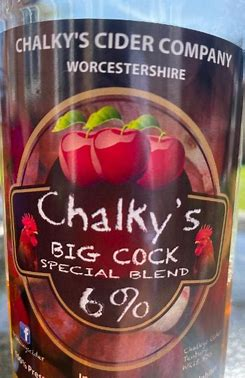 CHALKY'S CIDER COMPANY
WORCESTERSHIRE
Chalky's
BIG COCK
SPECIAL BLEND
6%